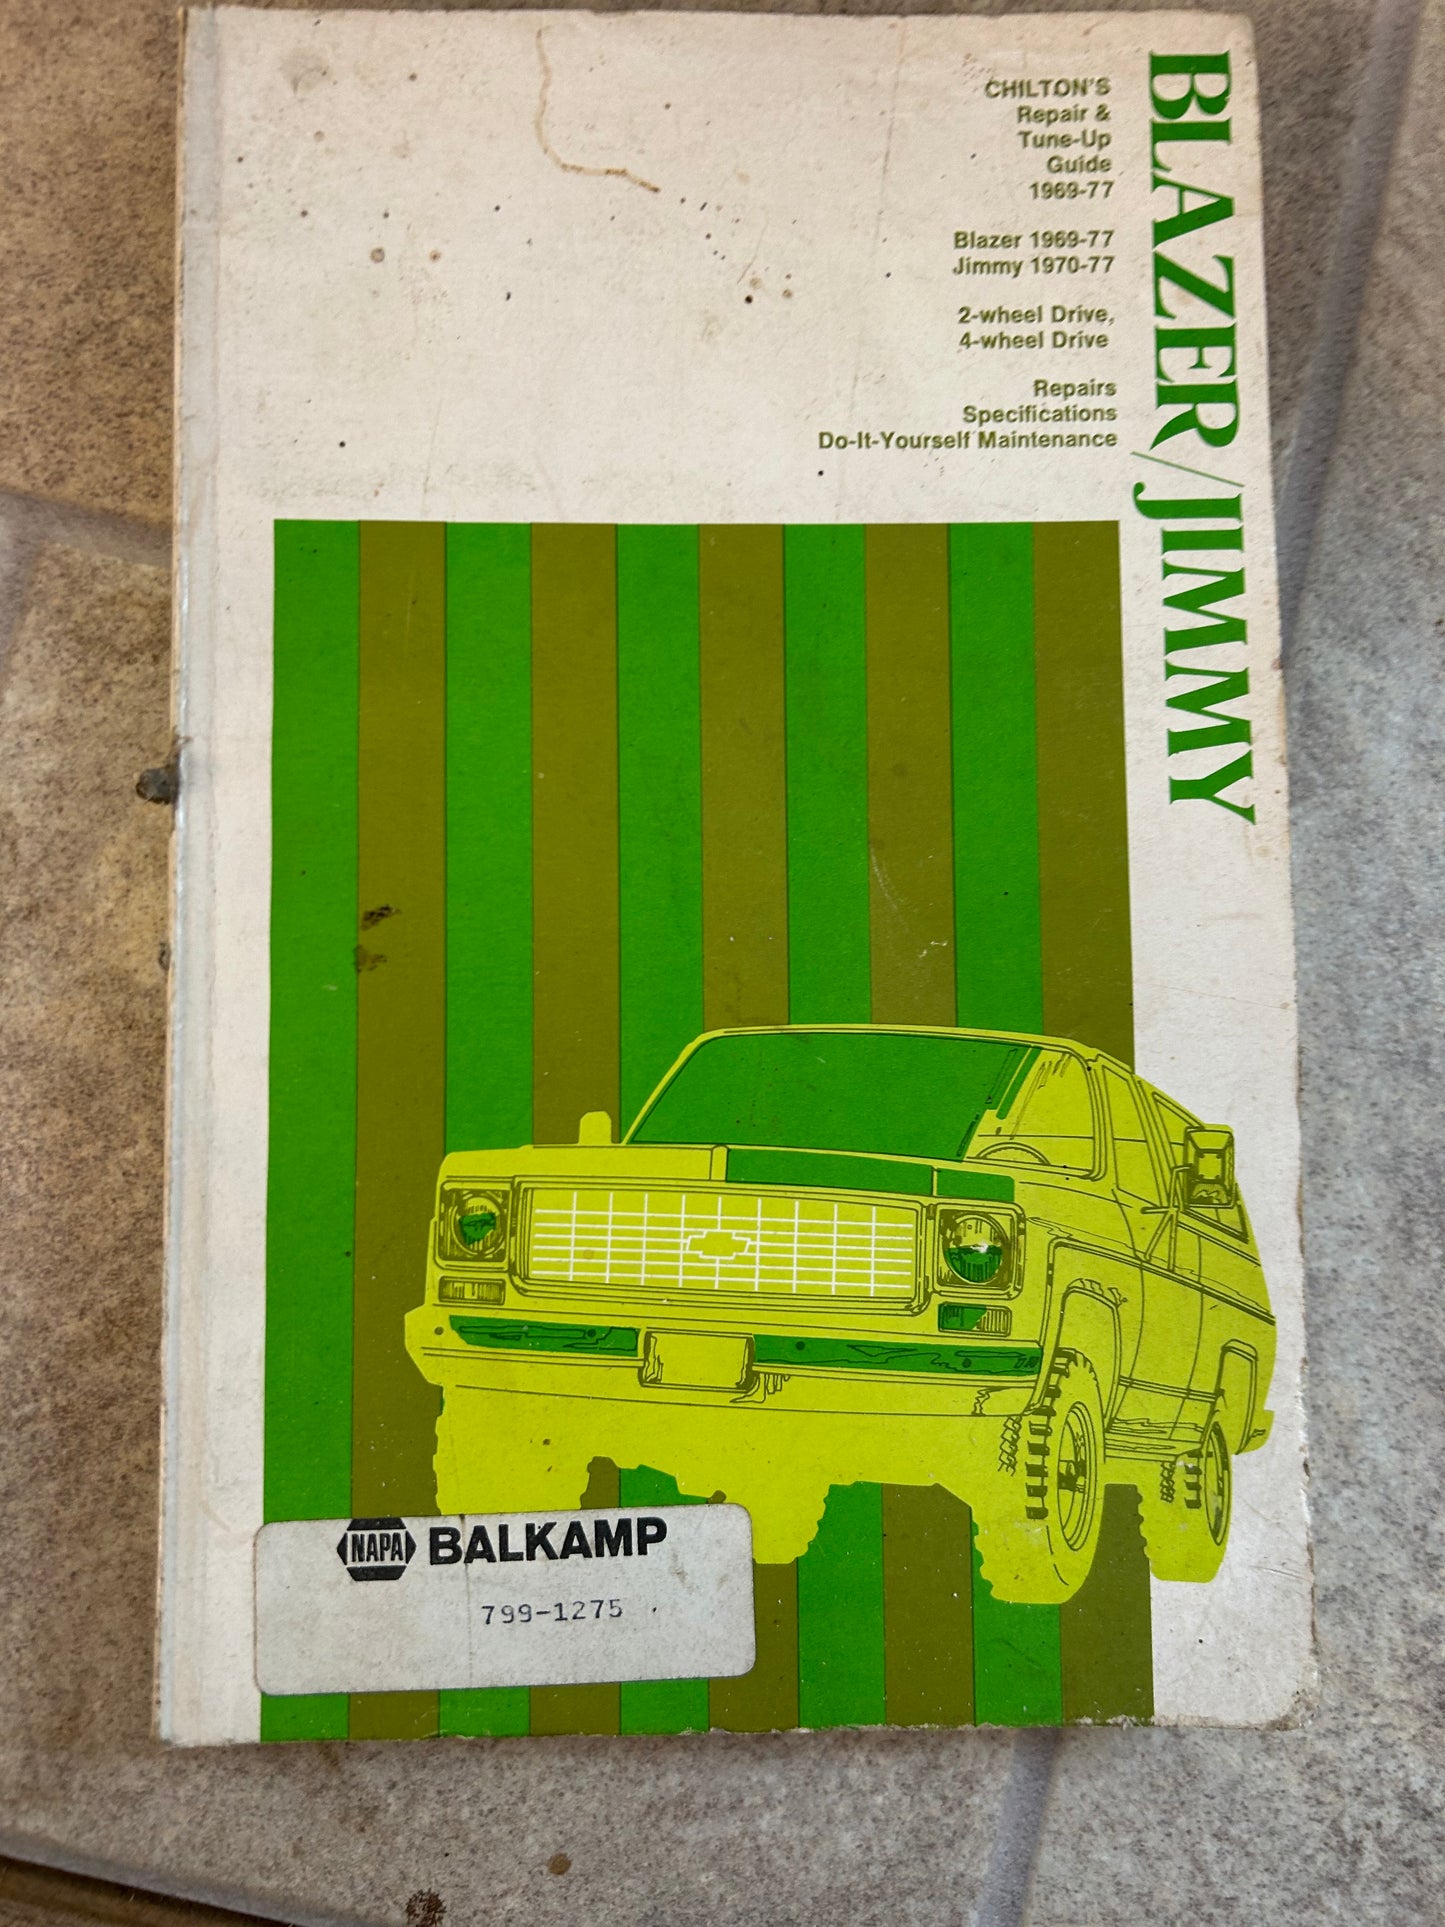 CHILTON'S
Repair &
Tune-Up
Guide
1969-77
Blazer 1969-77
Jimmy 1970-77
2-wheel Drive,
4-wheel Drive
Repairs
Specifications
Do-It-Yourself Maintenance
BLAZER/JIMMY
NAPA BALKAMP
799-1275